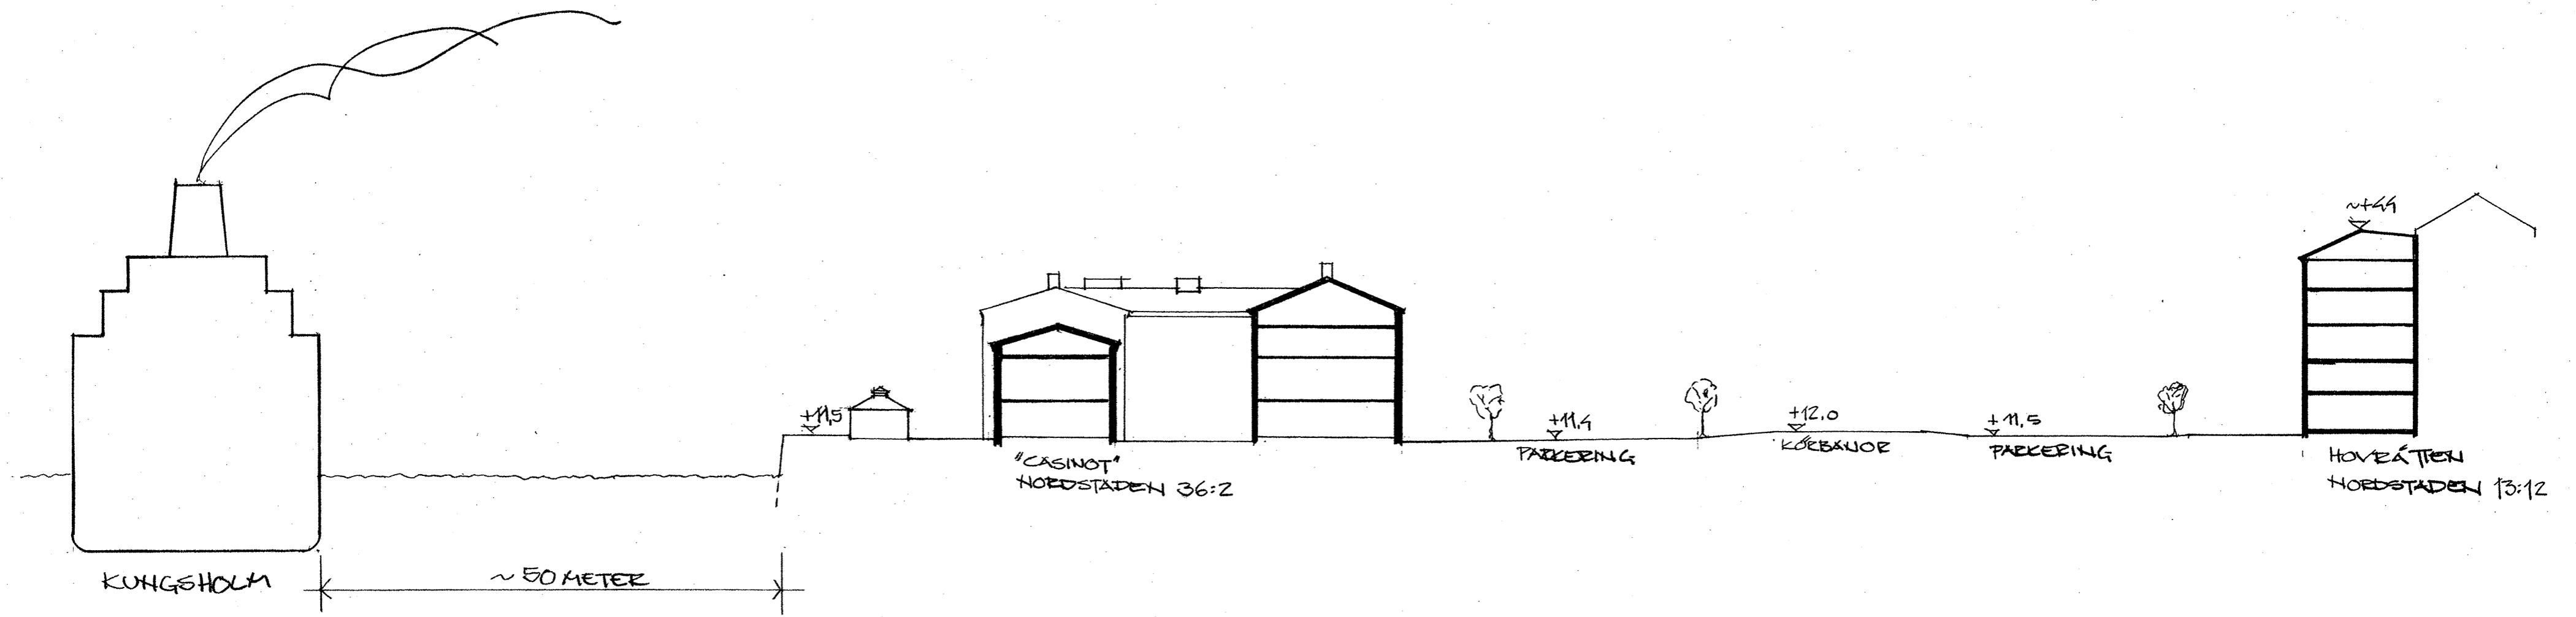 ~+44
+11,5
+11,4
+12.0
+11,5
"CASINOT"
NORDSTADEN 36:2
PARKERING
KÖRBANOR
PARKERING
HOVRÄTTEN
NORDSTADEN 13:12
KUNGSHOLM
~50 METER